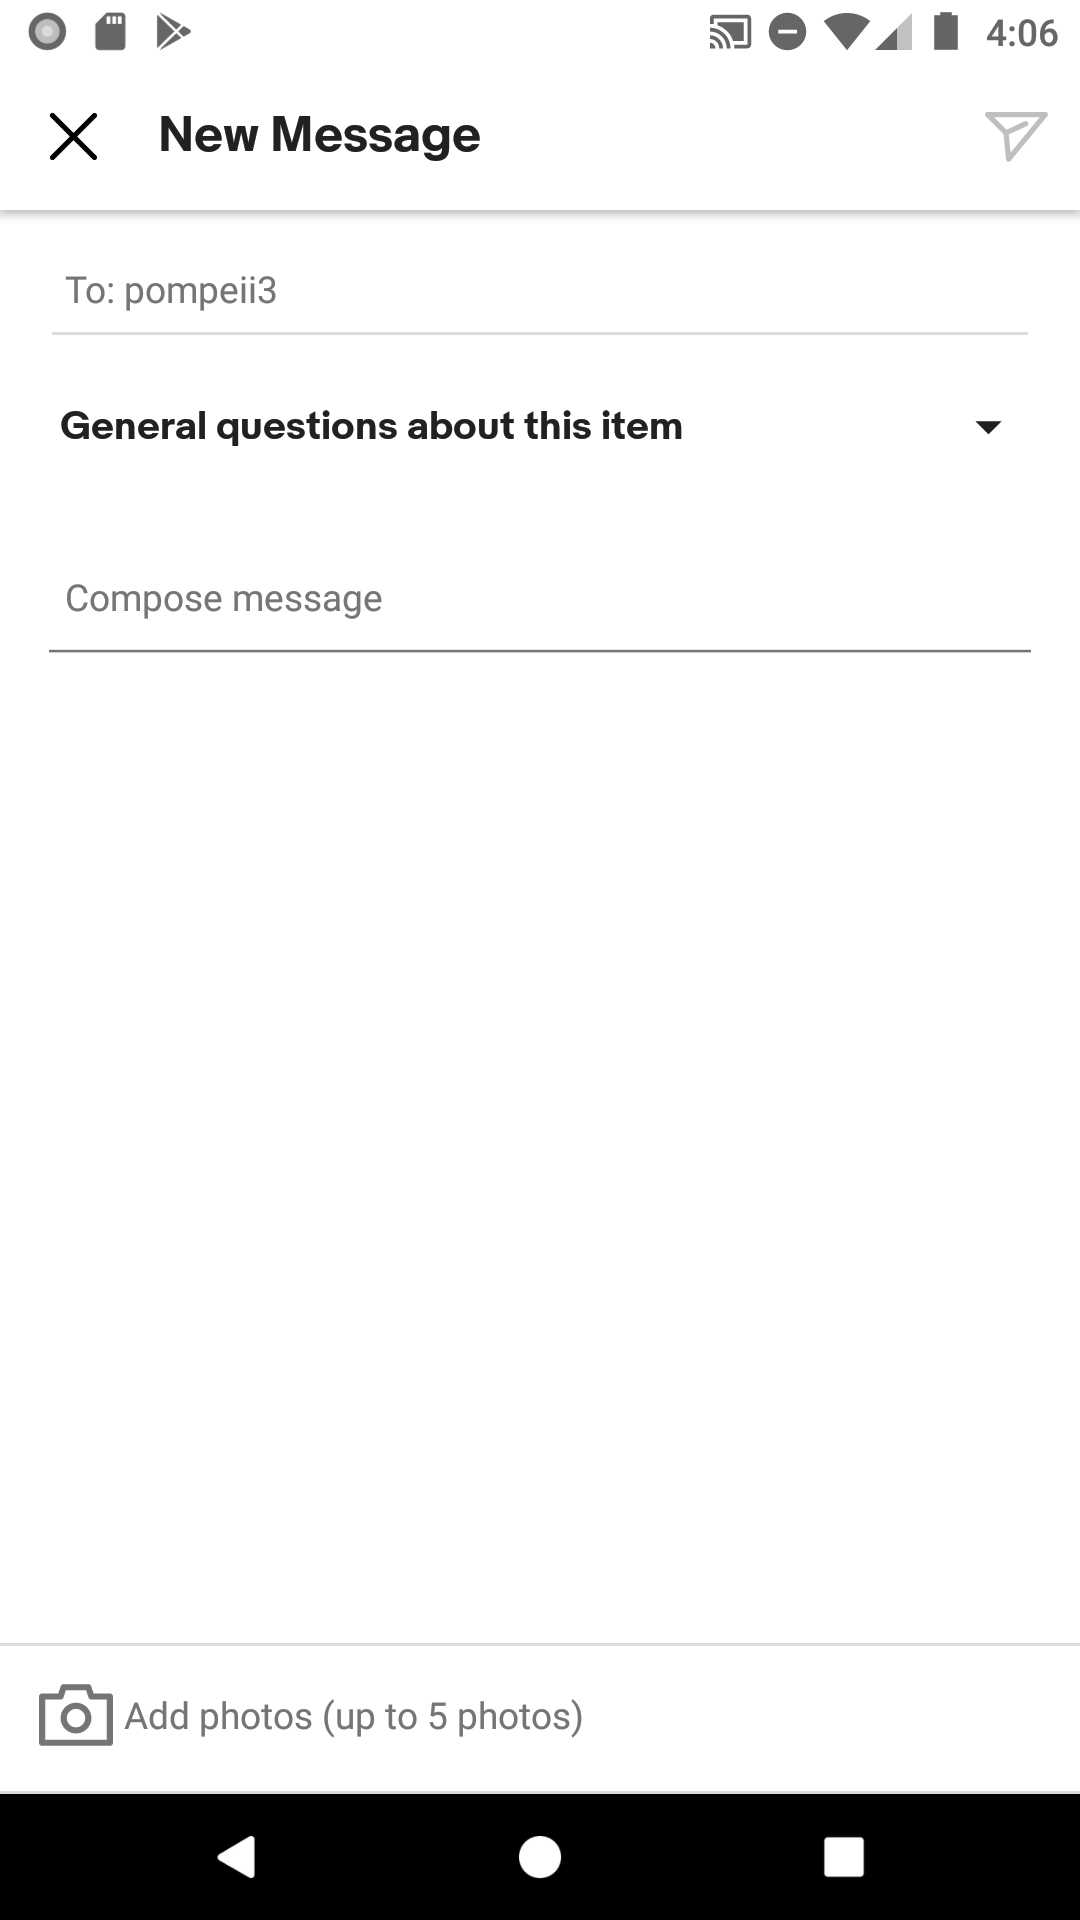 4:06
New Message
To: pompeii3
General questions about this item
Compose message
Add photos (up to 5 photos)